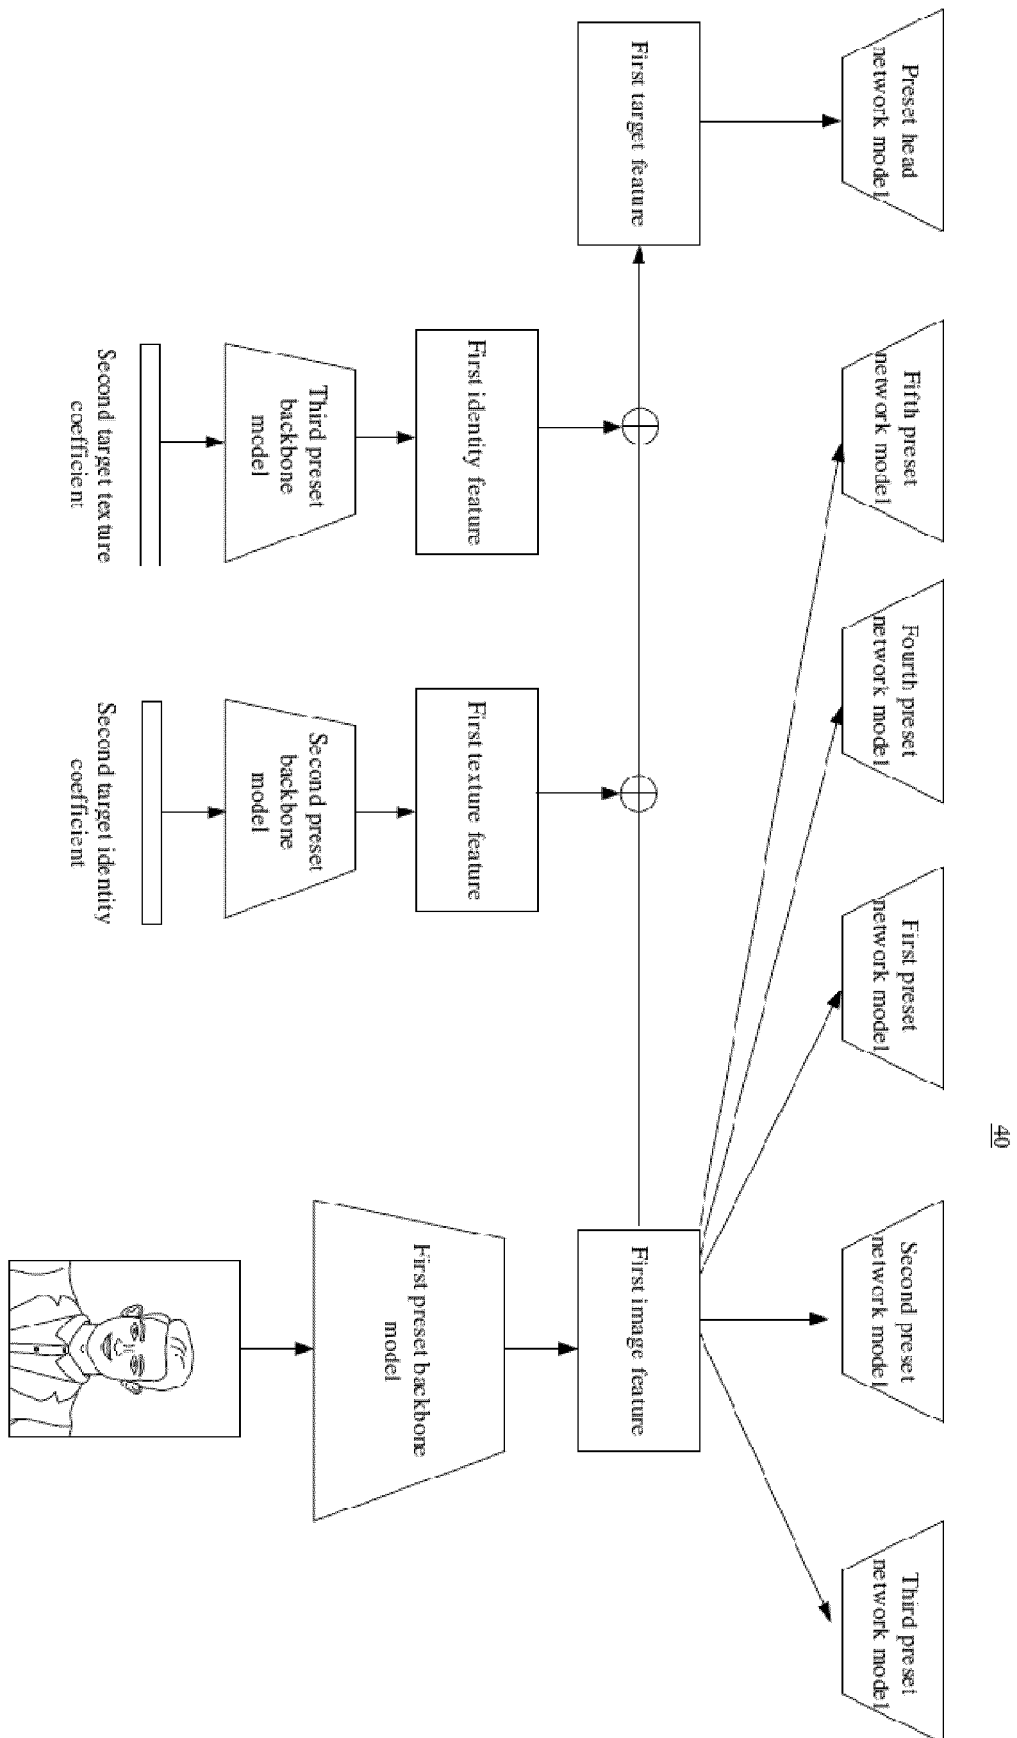 40
Preset head
network model
Fifth preset
network model
Fourth preset
network model
First preset
network model
Second preset
network model
Third preset
network model
First target feature
First image feature
First identity feature
First texture feature
Third preset
backbone
model
Second preset
backbone
model
First preset backbone
model
Second target texture
coefficient
Second target identity
coefficient